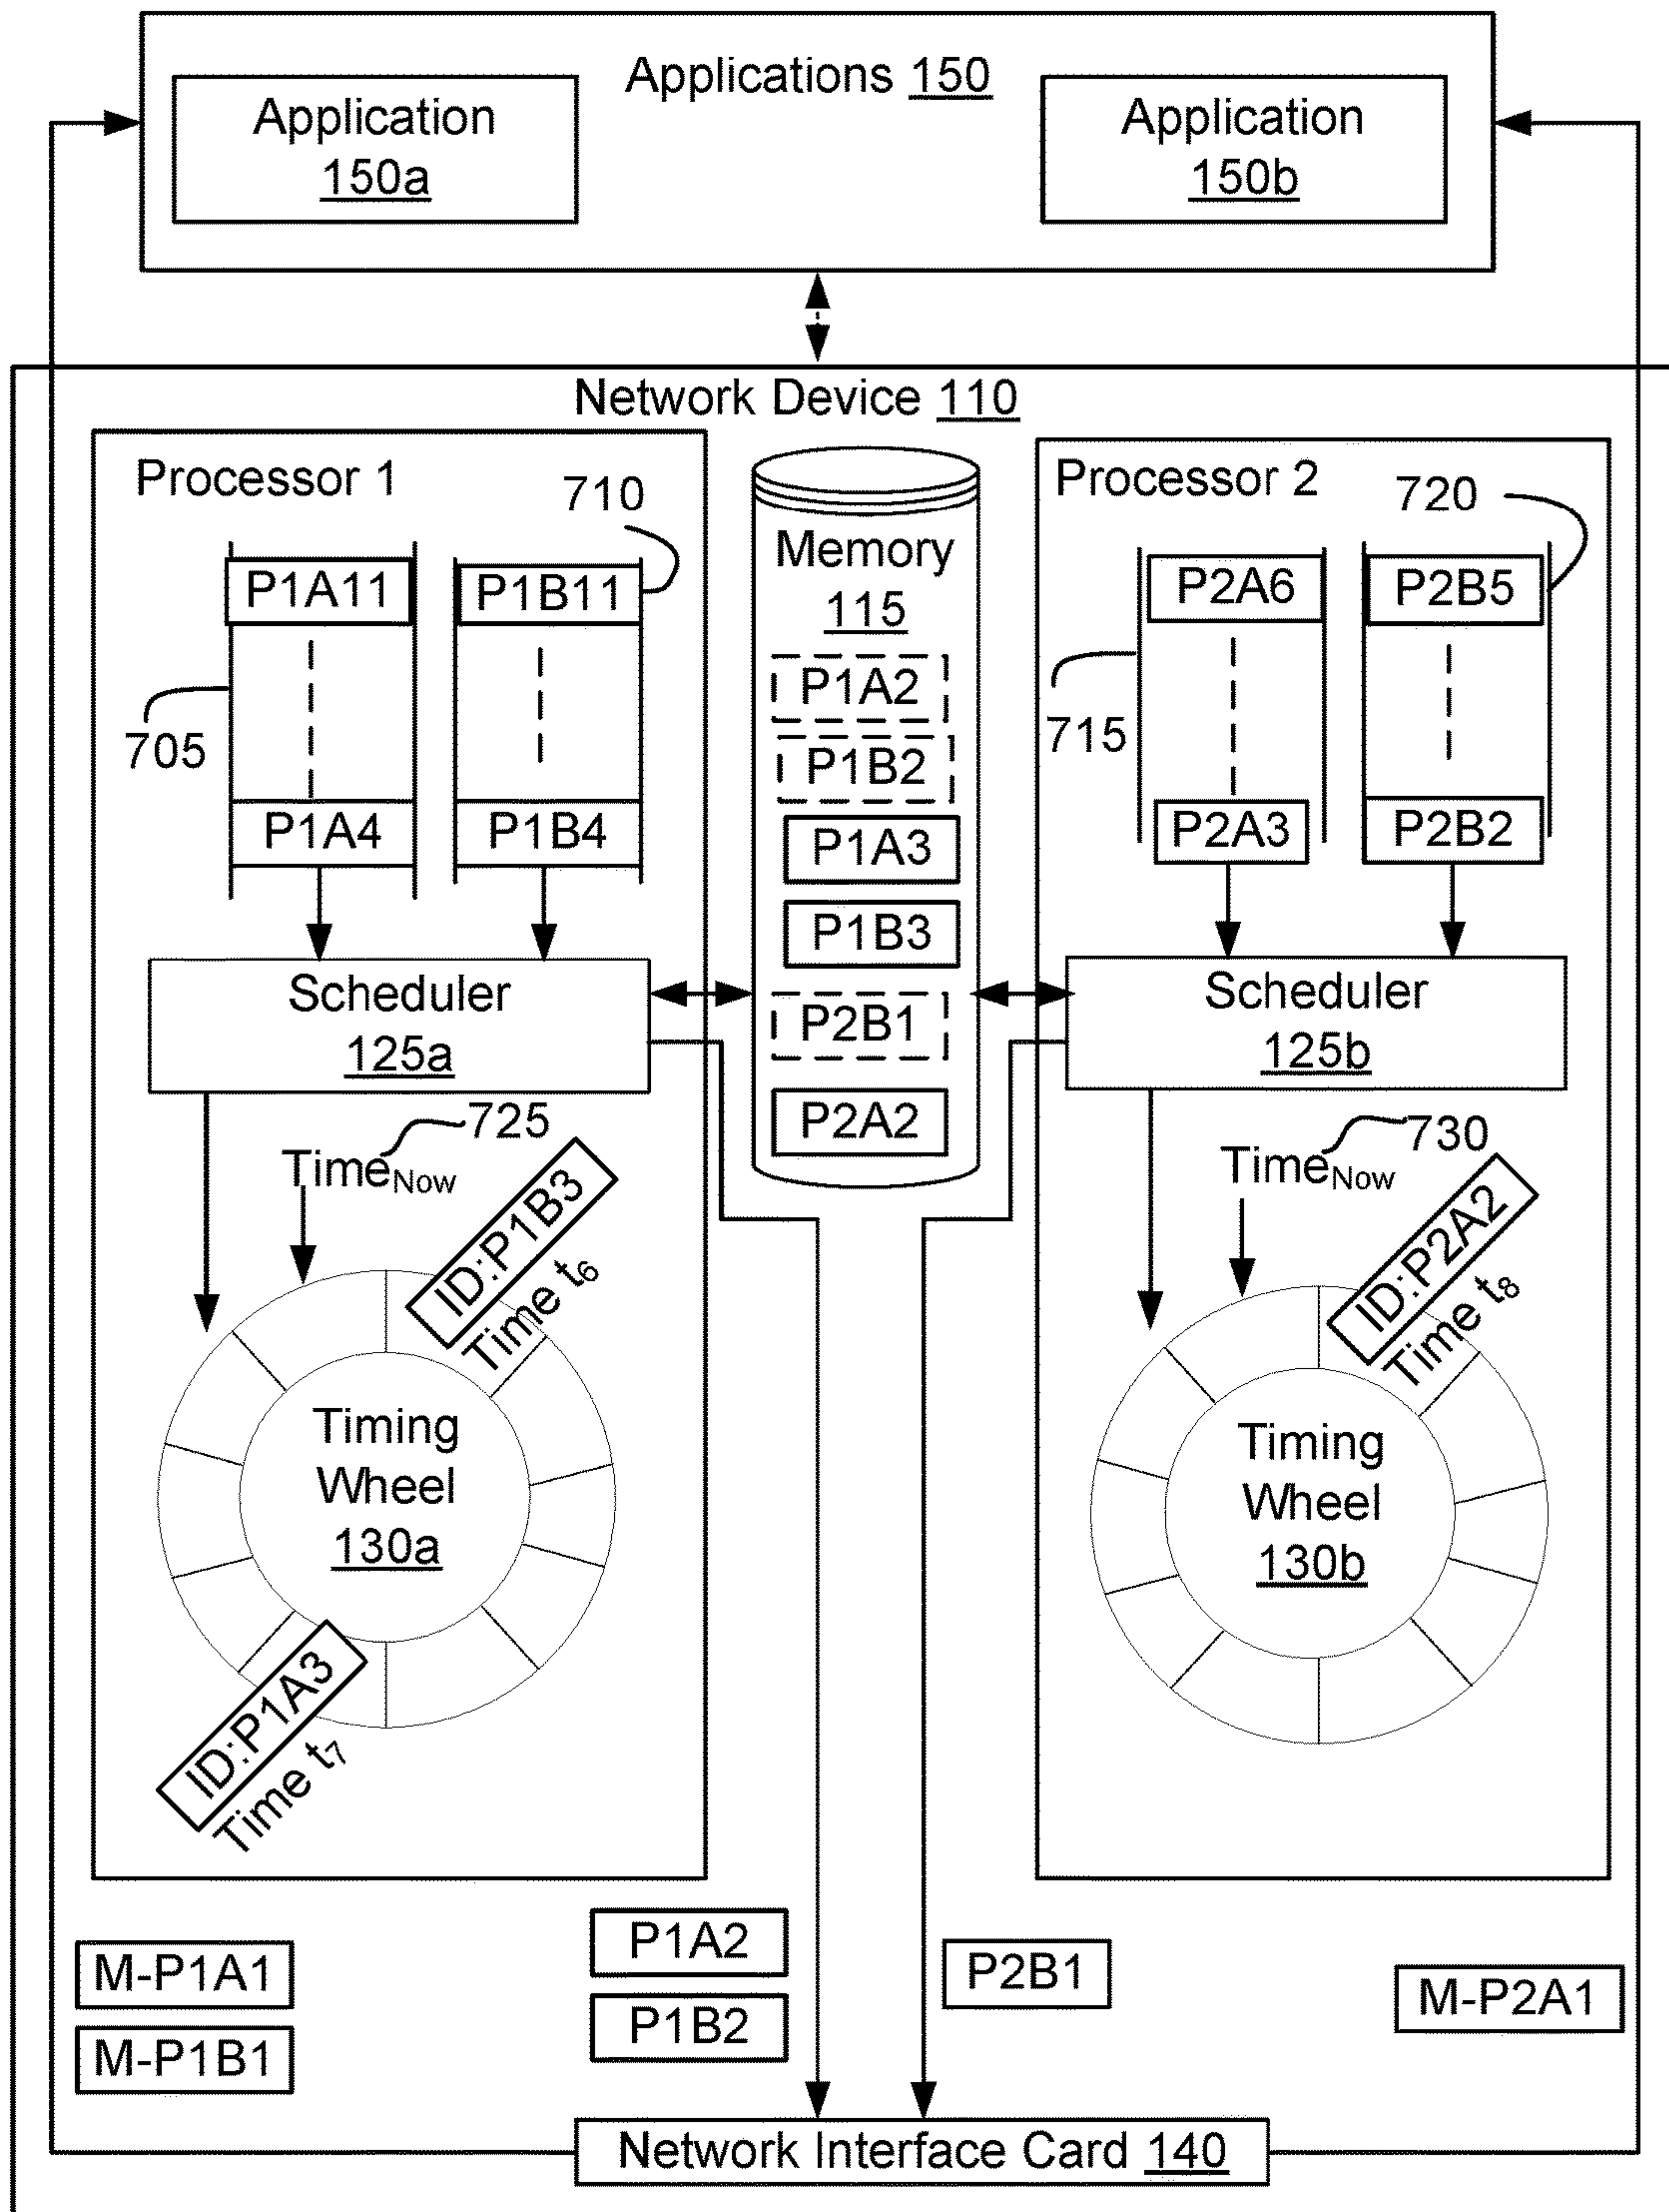 Applications 150
Application
150a
Application
150b
Network Device 110
Processor 1
710
P1A11
P1B11
705
P1A4
P1B4
Scheduler
125a
725
TimeNow
ID:P1B3
Time t6
Timing
Wheel
130a
ID:P1A3
Time t7
Memory
115
P1A2
P1B2
P1A3
P1B3
P2B1
P2A2
Processor 2
720
P2A6
P2B5
715
P2A3
P2B2
Scheduler
125b
730
TimeNow
ID:P2A2
Time t8
Timing
Wheel
130b
M-P1A1
M-P1B1
P1A2
P1B2
P2B1
M-P2A1
Network Interface Card 140